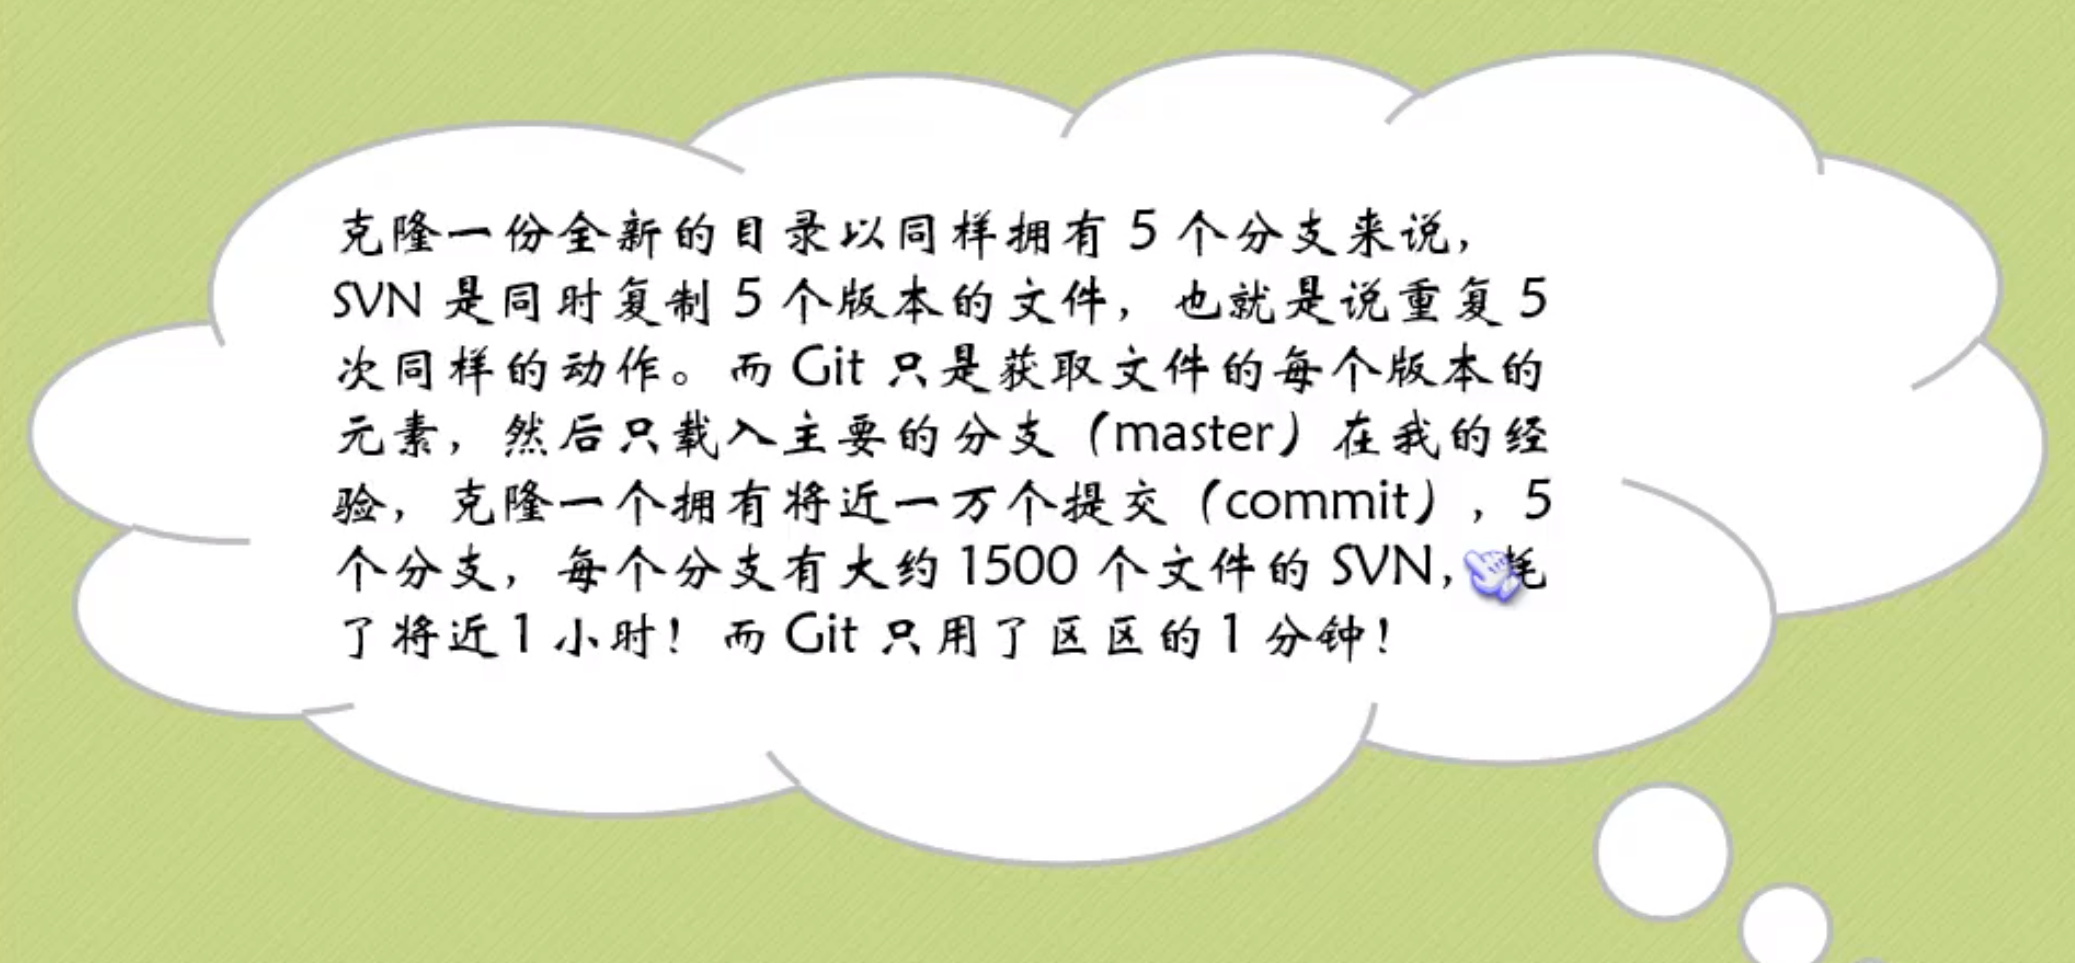 克隆一份全新的目录以同样拥有 5 个分支来说，
SVN 是同时复制 5 个版本的文件，也就是说重复 5
次同样的动作。而 Git 只是获取文件的每个版本的
元素，然后只载入主要的分支（master）在我的经
验，克隆一个拥有将近一万个提交（commit），5
个分支，每个分支有大约 1500 个文件的 SVN，耗
了将近1 小时！而 Git 只用了区区的 1 分钟！